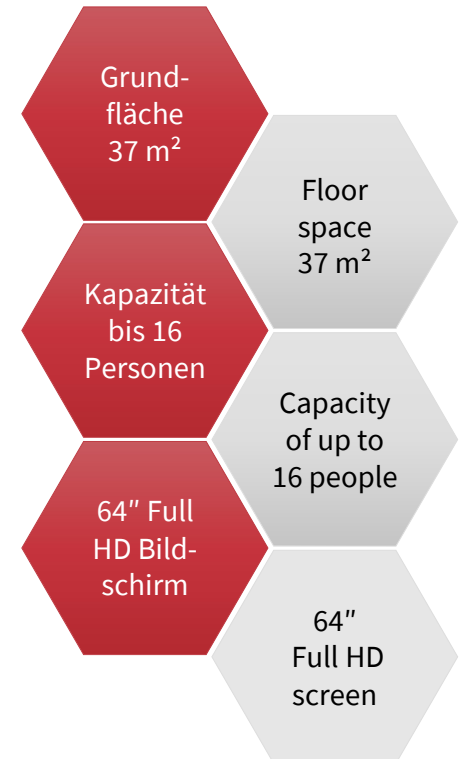 Grund-
fläche
37 m²
Floor
space
37 m²
Kapazität
bis 16
Personen
Capacity
of up to
16 people
64″ Full
HD Bild-
schirm
64″
Full HD
screen